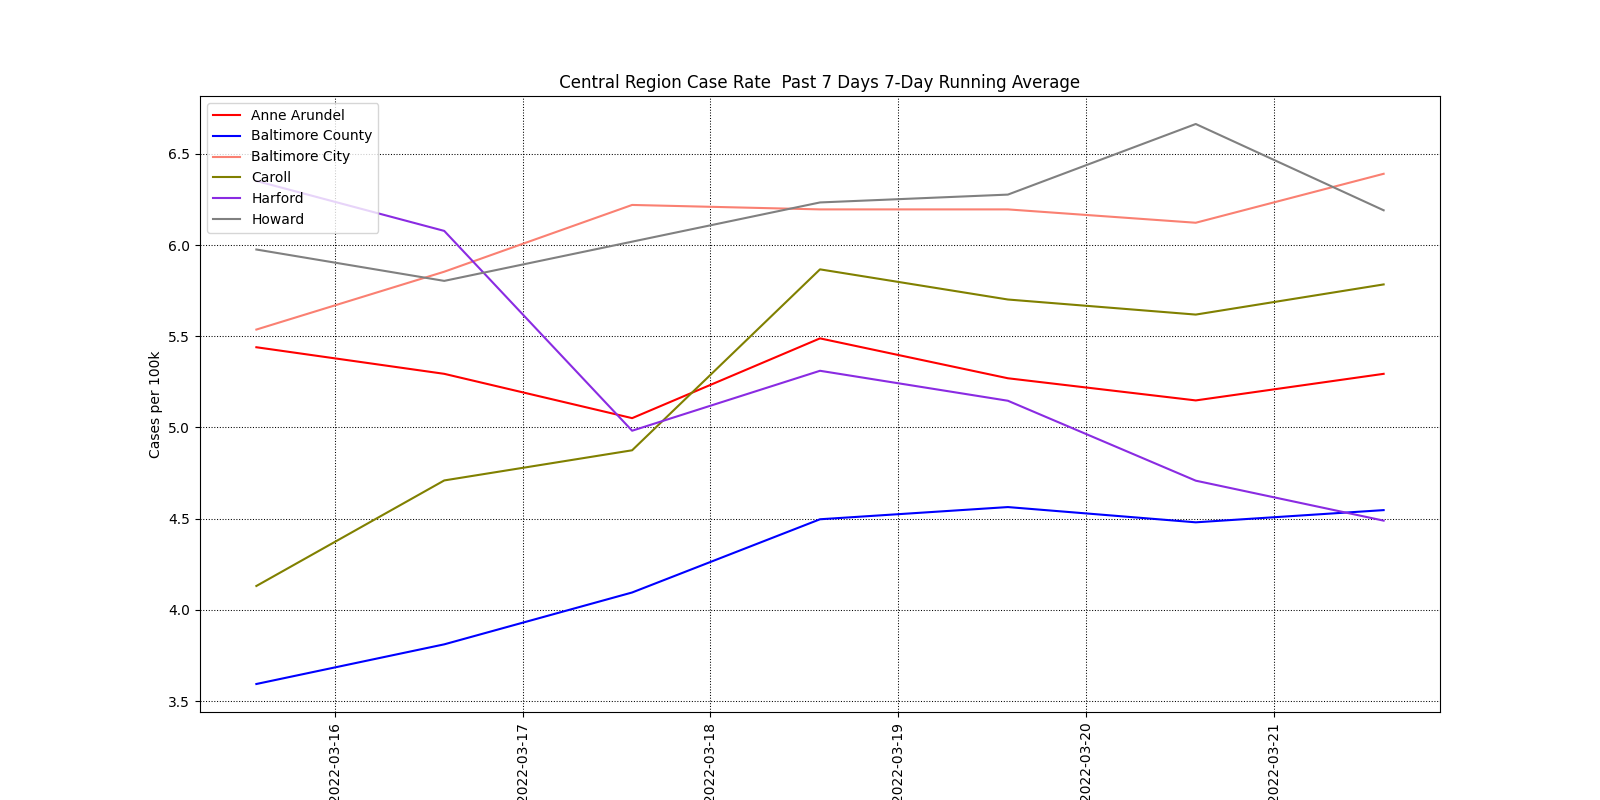 Central Region Case Rate  Past 7 Days 7-Day Running Average
Anne Arundel
Baltimore County
Baltimore City
Caroll
Harford
Howard
Cases per 100k
6.5
6.0
5.5
5.0
4.5
4.0
3.5
2022-03-16
2022-03-17
2022-03-18
2022-03-19
2022-03-20
2022-03-21